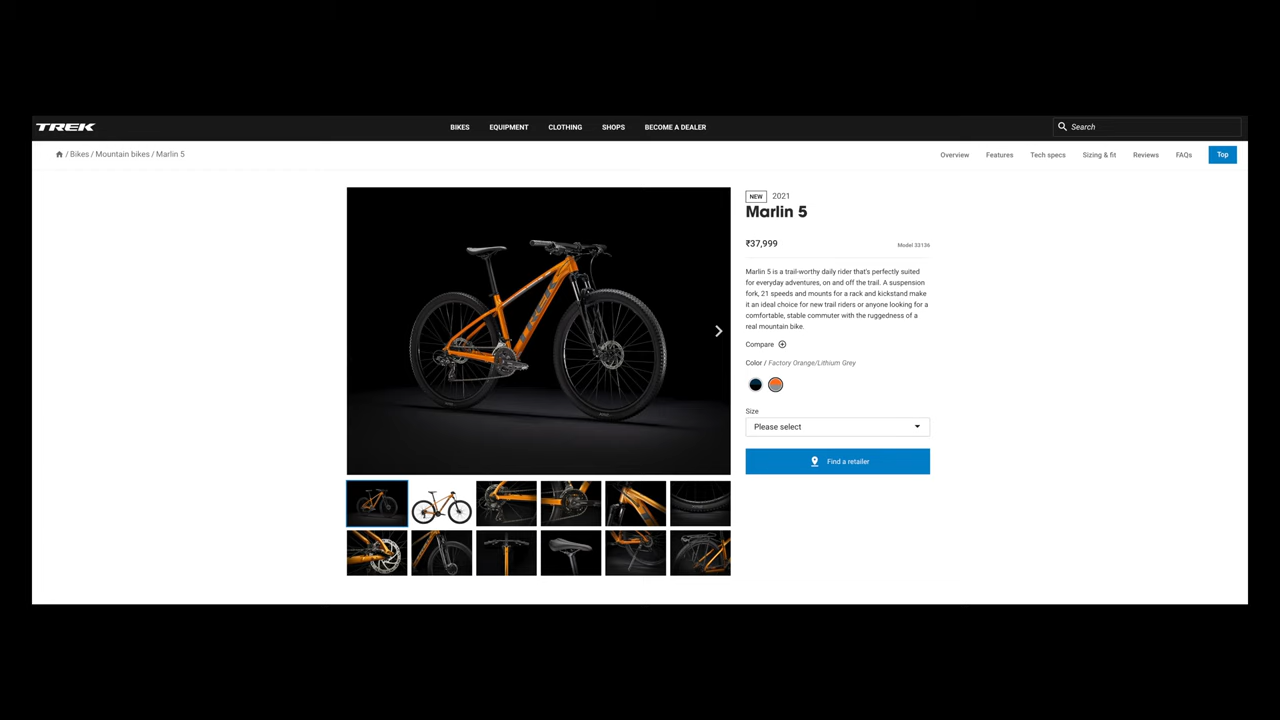 TREK
BIKES EQUIPMENT CLOTHING SHOPS BECOME A DEALER
Search
/ Bikes / Mountain bikes / Marlin 5
Overview Features Tech specs Sizing & fit Reviews FAQs Top
NEW 2021
Marlin 5
₹37,999
Model 33136
Marlin 5 is a trail-worthy daily rider that's perfectly suited
for everyday adventures, on and off the trail. A suspension
fork, 21 speeds and mounts for a rack and kickstand make
it an ideal choice for new trail riders or anyone looking for a
comfortable, stable commuter with the ruggedness of a
real mountain bike.
Compare
Color / Factory Orange/Lithium Grey
Size
Please select
Find a retailer
TREK